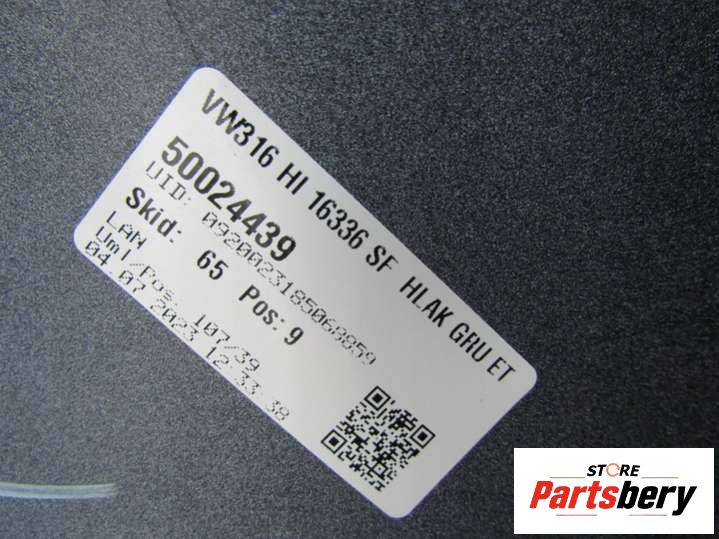 VW316 HI 16336 SF HLAK GRU ET
50024439
UID: 0920023185068859
Skid: 65 Pos: 9
LAN
Uml/Pos: 107/39
04.07.2023 12.33.38
STORE
Partsbery